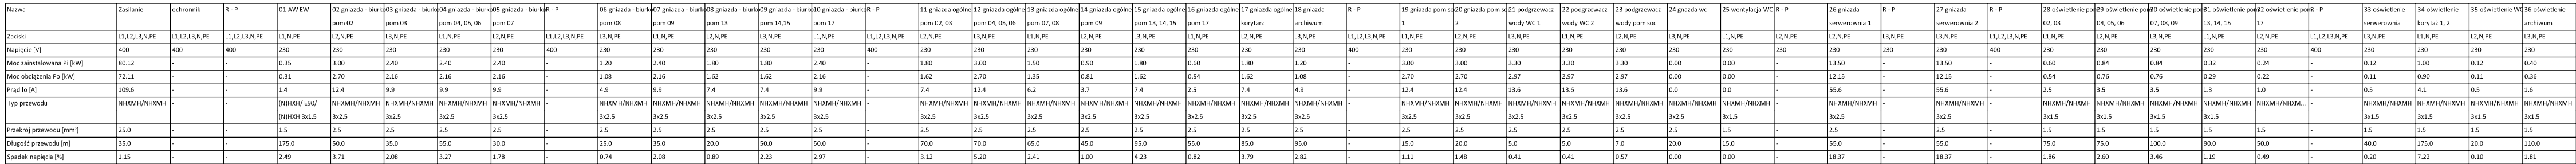 Nazwa Zasilanie ochronnik R - P 01 AW EW 02 gniazda - biurko 03 gniazda - biurko 04 gniazda - biurko 05 gniazda - biurko R - P 06 gniazda - biurko 07 gniazda - biurko 08 gniazda - biurko 09 gniazda - biurko 10 gniazda - biurko R - P 11 gniazda ogólne 12 gniazda ogólne 13 gniazda ogólne 14 gniazda ogólne 15 gniazda ogólne 16 gniazda ogólne 17 gniazda ogólne 18 gniazda R - P 19 gniazda pom soc 20 gniazda pom soc 21 podgrzewacz 22 podgrzewacz 23 podgrzewacz 24 gnazda wc 25 wentylacja WC R - P 26 gniazda R - P 27 gniazda R - P 28 oświetlenie pom 29 oświetlenie pom 30 oświetlenie pom 31 oświetlenie pom 32 oświetlenie pom R - P 33 oświetlenie 34 oświetlenie 35 oświetlenie WC 36 oświetlenie
pom 02 pom 03 pom 04, 05, 06 pom 07 pom 08 pom 09 pom 13 pom 14,15 pom 17 pom 02, 03 pom 04, 05, 06 pom 07, 08 pom 09 pom 13, 14, 15 pom 17 korytarz archiwum 1 2 wody WC 1 wody WC 2 wody pom soc serwerownia 1 serwerownia 2 02, 03 04, 05, 06 07, 08, 09 13, 14, 15 17 serwerownia korytaż 1, 2 archiwum
Zaciski L1,L2,L3,N,PE L1,L2,L3,N,PE L1,L2,L3,N,PE L1,N,PE L2,N,PE L3,N,PE L1,N,PE L2,N,PE L1,L2,L3,N,PE L3,N,PE L1,N,PE L2,N,PE L3,N,PE L1,N,PE L1,L2,L3,N,PE L1,N,PE L2,N,PE L3,N,PE L1,N,PE L2,N,PE L3,N,PE L2,N,PE L3,N,PE L1,L2,L3,N,PE L1,N,PE L2,N,PE L3,N,PE L1,N,PE L2,N,PE L3,N,PE L1,N,PE L2,N,PE L2,N,PE L3,N,PE L3,N,PE L1,L2,L3,N,PE L1,N,PE L2,N,PE L3,N,PE L1,N,PE L2,N,PE L1,L2,L3,N,PE L3,N,PE L1,N,PE L2,N,PE L3,N,PE
Napięcie [V] 400 400 400 230 230 230 230 230 400 230 230 230 230 230 400 230 230 230 230 230 230 230 230 400 230 230 230 230 230 230 230 230 230 230 230 400 230 230 230 230 230 400 230 230 230 230
Moc zainstalowana Pi [kW] 80.12 - - 0.35 3.00 2.40 2.40 2.40 - 1.20 2.40 1.80 1.80 2.40 - 1.80 3.00 1.50 0.90 1.80 0.60 1.80 1.20 - 3.00 3.00 3.30 3.30 3.30 0.00 0.00 - 13.50 - 13.50 - 0.60 0.84 0.84 0.32 0.24 - 0.12 1.00 0.12 0.40
Moc obciążenia Po [kW] 72.11 - - 0.31 2.70 2.16 2.16 2.16 - 1.08 2.16 1.62 1.62 2.16 - 1.62 2.70 1.35 0.81 1.62 0.54 1.62 1.08 - 2.70 2.70 2.97 2.97 2.97 0.00 0.00 - 12.15 - 12.15 - 0.54 0.76 0.76 0.29 0.22 - 0.11 0.90 0.11 0.36
Prąd Io [A] 109.6 - - 1.4 12.4 9.9 9.9 9.9 - 4.9 9.9 7.4 7.4 9.9 - 7.4 12.4 6.2 3.7 7.4 2.5 7.4 4.9 - 12.4 12.4 13.6 13.6 13.6 0.0 0.0 - 55.6 - 55.6 - 2.5 3.5 3.5 1.3 1.0 - 0.5 4.1 0.5 1.6
Typ przewodu NHXMH/NHXMH - - (N)HXH/ E90/ NHXMH/NHXMH NHXMH/NHXMH NHXMH/NHXMH NHXMH/NHXMH - NHXMH/NHXMH NHXMH/NHXMH NHXMH/NHXMH NHXMH/NHXMH NHXMH/NHXMH - NHXMH/NHXMH NHXMH/NHXMH NHXMH/NHXMH NHXMH/NHXMH NHXMH/NHXMH NHXMH/NHXMH NHXMH/NHXMH NHXMH/NHXMH - NHXMH/NHXMH NHXMH/NHXMH NHXMH/NHXMH NHXMH/NHXMH NHXMH/NHXMH NHXMH/NHXMH NHXMH/NHXMH - NHXMH/NHXMH - NHXMH/NHXMH - NHXMH/NHXMH NHXMH/NHXMH NHXMH/NHXMH NHXMH/NHXMH NHXMH/NHXM... - NHXMH/NHXMH NHXMH/NHXMH NHXMH/NHXMH NHXMH/NHXMH
(N)HXH 3x1.5 3x2.5 3x2.5 3x2.5 3x2.5 3x2.5 3x2.5 3x2.5 3x2.5 3x2.5 3x2.5 3x2.5 3x2.5 3x2.5 3x2.5 3x2.5 3x2.5 3x2.5 3x2.5 3x2.5 3x2.5 3x2.5 3x2.5 3x2.5 3x1.5 3x2.5 3x2.5 3x1.5 3x1.5 3x1.5 3x1.5 3x1.5 3x1.5 3x1.5 3x1.5
Przekrój przewodu [mm²] 25.0 - - 1.5 2.5 2.5 2.5 2.5 - 2.5 2.5 2.5 2.5 2.5 - 2.5 2.5 2.5 2.5 2.5 2.5 2.5 2.5 - 2.5 2.5 2.5 2.5 2.5 2.5 1.5 - 2.5 - 2.5 - 1.5 1.5 1.5 1.5 1.5 - 1.5 1.5 1.5 1.5
Długość przewodu [m] 35.0 - - 175.0 50.0 35.0 55.0 30.0 - 25.0 35.0 20.0 50.0 50.0 - 70.0 70.0 65.0 45.0 95.0 55.0 85.0 95.0 - 15.0 20.0 5.0 5.0 7.0 20.0 15.0 - 55.0 - 55.0 - 75.0 75.0 100.0 90.0 50.0 - 40.0 175.0 20.0 110.0
Spadek napięcia [%] 1.15 - - 2.49 3.71 2.08 3.27 1.78 - 0.74 2.08 0.89 2.23 2.97 - 3.12 5.20 2.41 1.00 4.23 0.82 3.79 2.82 - 1.11 1.48 0.41 0.41 0.57 0.00 0.00 - 18.37 - 18.37 - 1.86 2.60 3.46 1.19 0.49 - 0.20 7.22 0.10 1.81